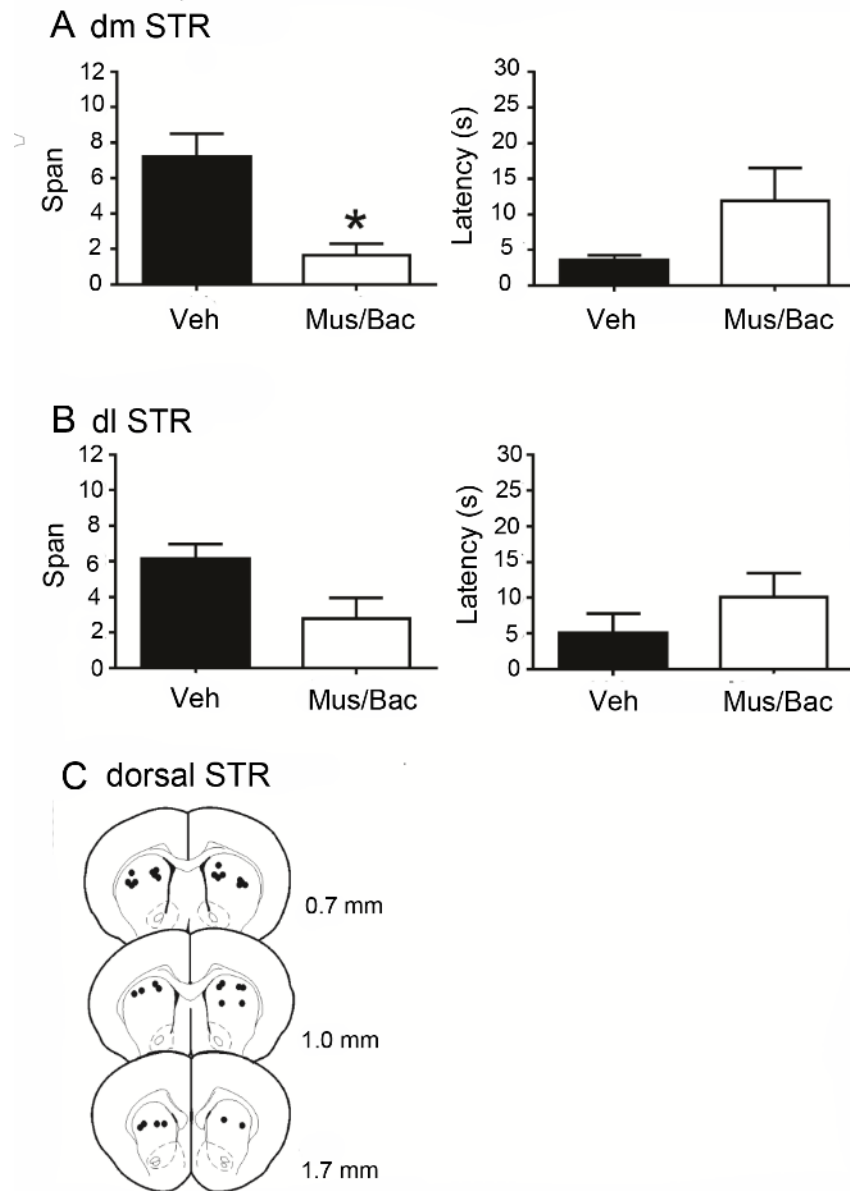 A dm STR
12
10
8
6
4
2
0
Span
*
Veh
Mus/Bac
30
25
20
15
10
5
0
Latency (s)
Veh
Mus/Bac
B dl STR
12
10
8
6
4
2
0
Span
Veh
Mus/Bac
30
25
20
15
10
5
0
Latency (s)
Veh
Mus/Bac
C dorsal STR
0.7 mm
1.0 mm
1.7 mm